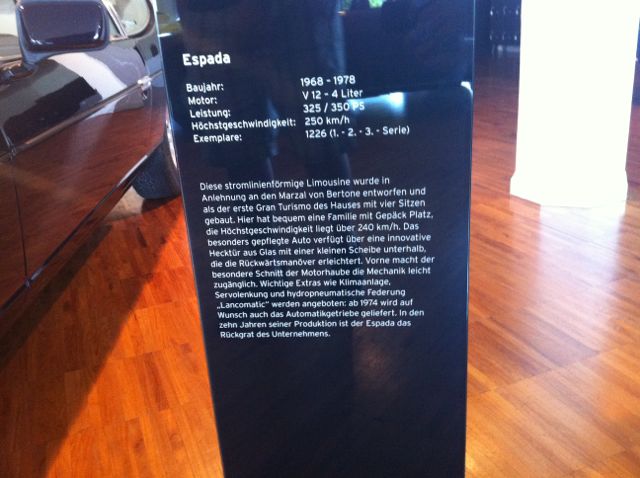 Espada
Baujahr: 1968 - 1978
Motor: V 12 - 4 Liter
Leistung: 325 / 350 PS
Höchstgeschwindigkeit: 250 km/h
Exemplare: 1226 (1. - 2. - 3. - Serie)
Diese stromlinienförmige Limousine wurde in
Anlehnung an den Marzal von Bertone entworfen und
als der erste Gran Turismo des Hauses mit vier Sitzen
gebaut. Hier hat bequem eine Familie mit Gepäck Platz,
die Höchstgeschwindigkeit liegt über 240 km/h. Das
besonders gepflegte Auto verfügt über eine innovative
Hecktür aus Glas mit einer kleinen Scheibe unterhalb,
die die Rückwärtsmanöver erleichtert. Vorne macht der
besondere Schnitt der Motorhaube die Mechanik leicht
zugänglich. Wichtige Extras wie Klimaanlage,
Servolenkung und hydropneumatische Federung
„Lancomatic" werden angeboten: ab 1974 wird auf
Wunsch auch das Automatikgetriebe geliefert. In den
zehn Jahren seiner Produktion ist der Espada das
Rückgrat des Unternehmens.